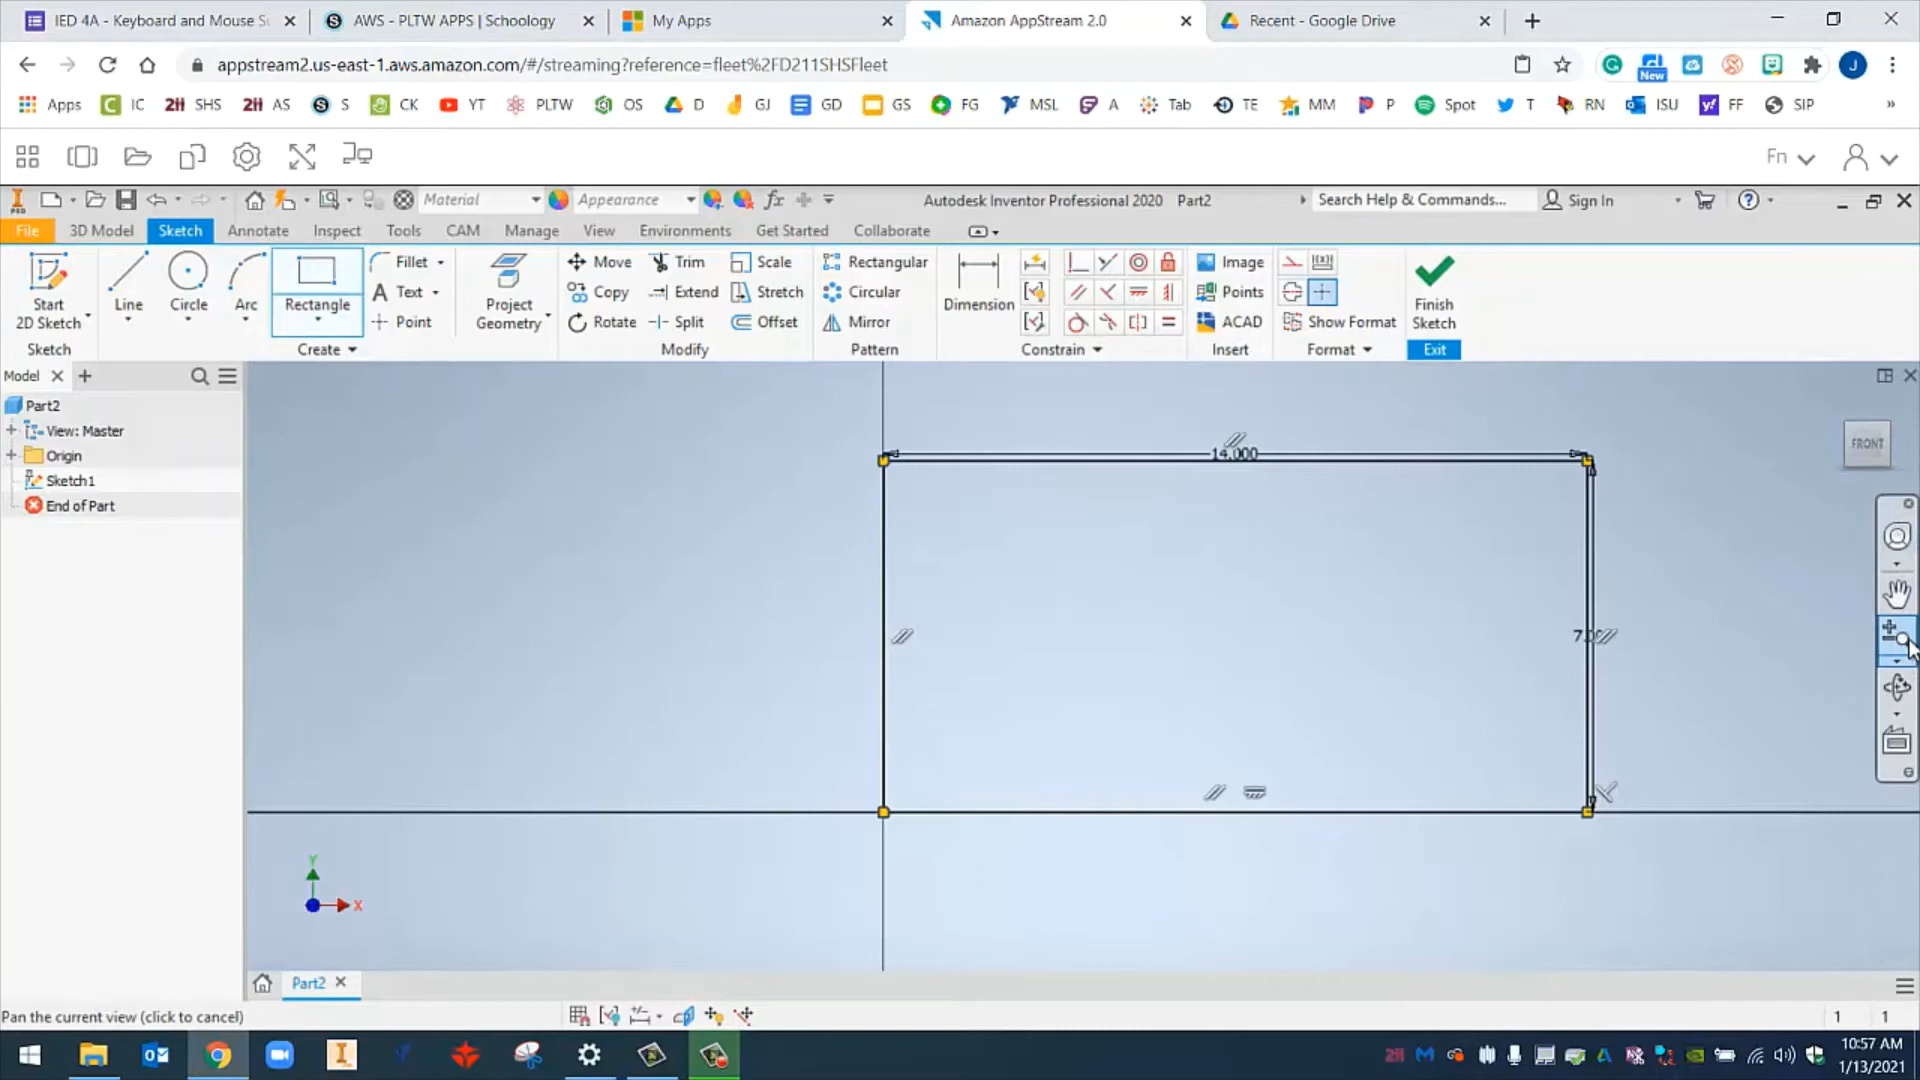 IED 4A - Keyboard and Mouse Su
AWS - PLTW APPS | Schoology
My Apps
Amazon AppStream 2.0
Recent - Google Drive
appstream2.us-east-1.aws.amazon.com/#/streaming?reference=fleet%2FD211SHSFleet
New
J
Apps IC SHS AS S CK YT PLTW OS D GJ GD GS FG MSL A Tab TE MM P Spot T RN ISU FF SIP »
Fn
Material
Appearance
Autodesk Inventor Professional 2020 Part2
Search Help & Commands...
Sign In
File 3D Model Sketch Annotate Inspect Tools CAM Manage View Environments Get Started Collaborate
Start 2D Sketch
Line
Circle
Arc
Rectangle
Fillet
Text
Point
Project Geometry
Move
Copy
Rotate
Trim
Extend
Split
Scale
Stretch
Offset
Rectangular
Circular
Mirror
Dimension
Image
Points
ACAD
Show Format
Finish Sketch
Sketch
Create
Modify
Pattern
Constrain
Insert
Format
Exit
Model
Part2
View: Master
Origin
Sketch1
End of Part
14.000
FRONT
Y
X
Part2
Pan the current view (click to cancel)
1 1
10:57 AM
1/13/2021